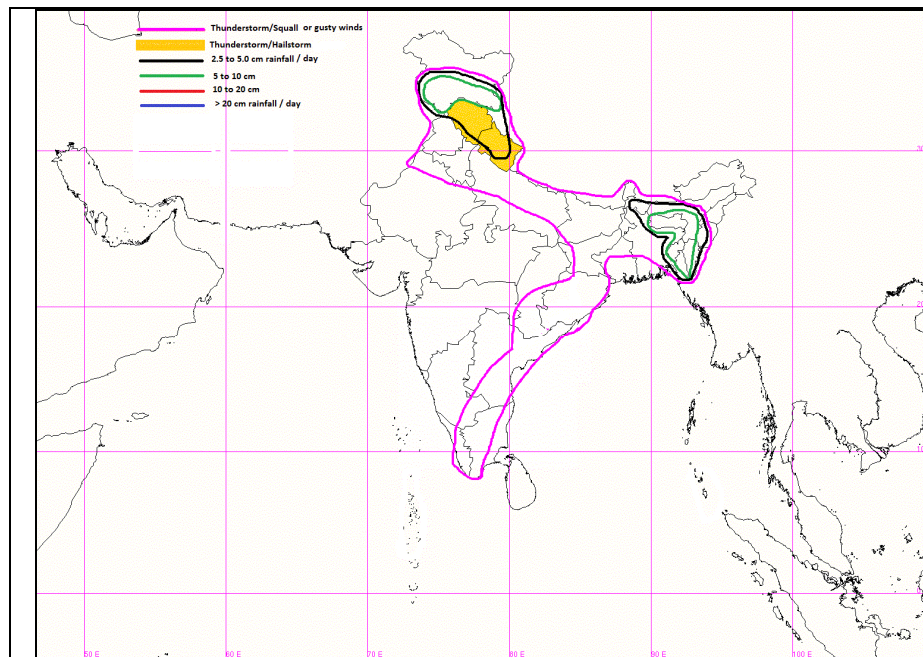 Thunderstorm/Squall or gusty winds
Thunderstorm/Hailstorm
2.5 to 5.0 cm rainfall / day
5 to 10 cm
10 to 20 cm
> 20 cm rainfall / day
50 E
60 E
70 E
80 E
90 E
100 E